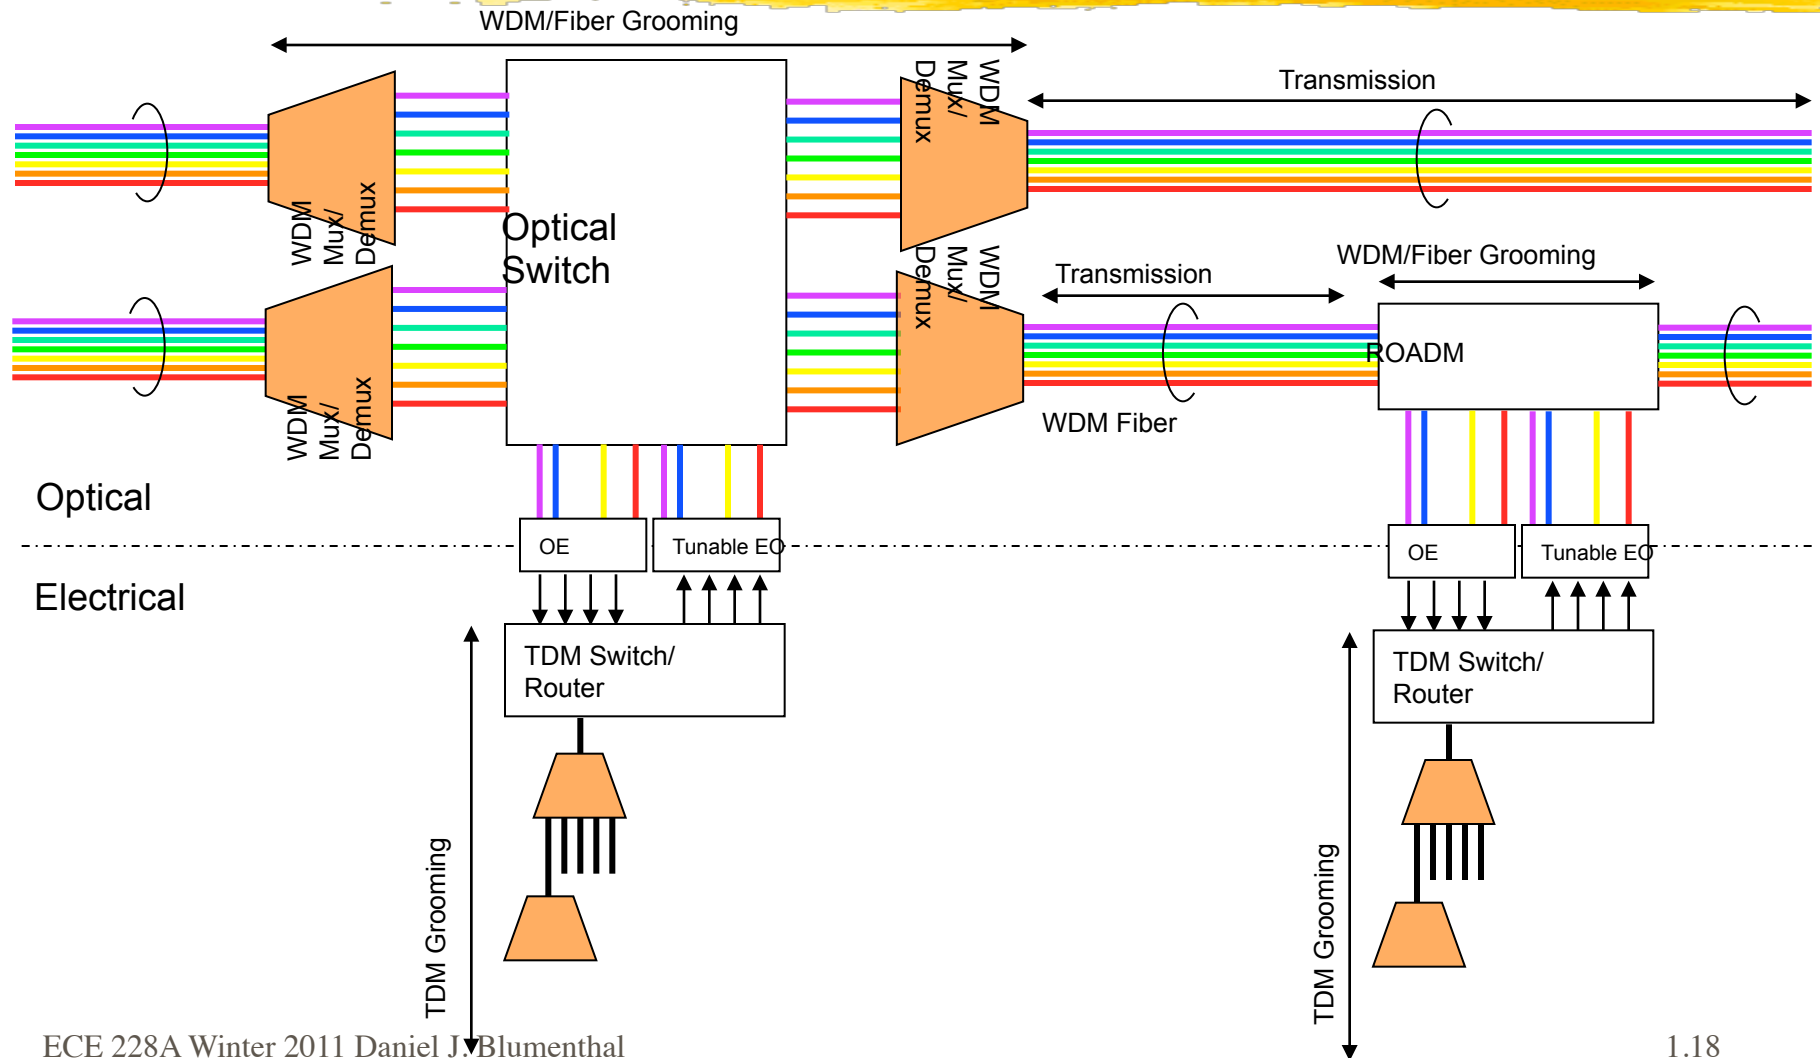 WDM/Fiber Grooming
WDM
Mux/
Demux
Transmission
WDM
Mux/
Demux
Optical
Switch
WDM
Mux/
Demux
Transmission
WDM/Fiber Grooming
ROADM
WDM
Mux/
Demux
WDM Fiber
Optical
OE
Tunable EO
OE
Tunable EO
Electrical
TDM Switch/
Router
TDM Switch/
Router
TDM Grooming
TDM Grooming
ECE 228A Winter 2011 Daniel J. Blumenthal
1.18